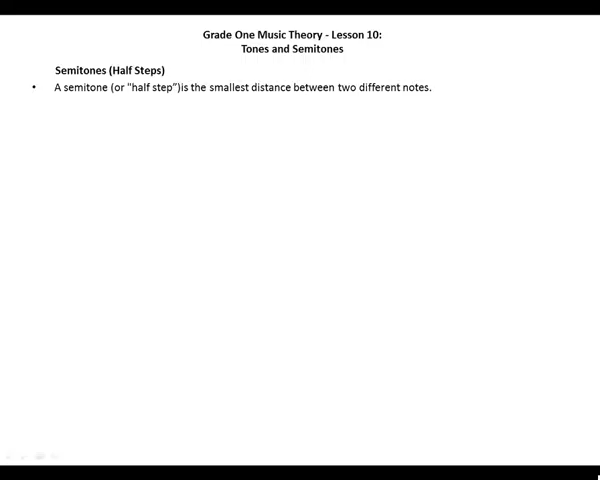 Grade One Music Theory - Lesson 10:
Tones and Semitones
Semitones (Half Steps)
• A semitone (or "half step")is the smallest distance between two different notes.